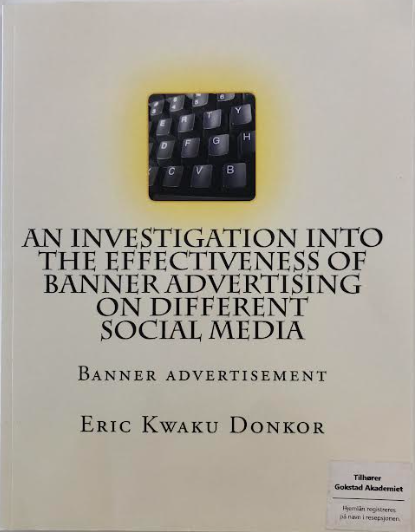 E R T Y
D F G H
C V B
AN INVESTIGATION INTO
THE EFFECTIVENESS OF
BANNER ADVERTISING
ON DIFFERENT
SOCIAL MEDIA
BANNER ADVERTISEMENT
ERIC KWAKU DONKOR
Tilhører
Gokstad Akademiet
Hjemlån registreres
på navn i resepsjonen.